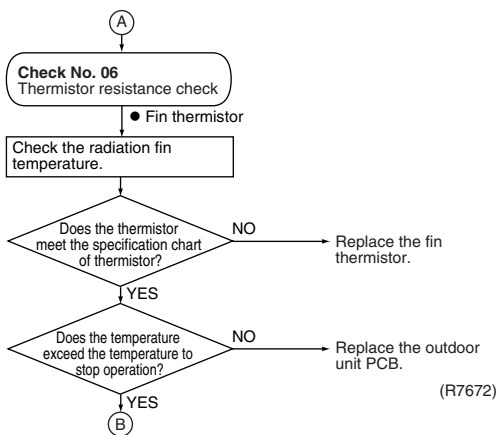 A
Check No. 06
Thermistor resistance check
● Fin thermistor
Check the radiation fin
temperature.
Does the thermistor
meet the specification chart
of thermistor?
NO
Replace the fin
thermistor.
YES
Does the temperature
exceed the temperature to
stop operation?
NO
Replace the outdoor
unit PCB.
(R7672)
YES
B